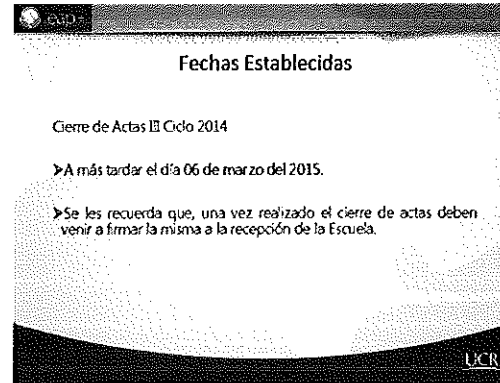 Fechas Establecidas
Cierre de Actas III Ciclo 2014
➤A más tardar el día 06 de marzo del 2015.
➤Se les recuerda que, una vez realizado el cierre de actas deben
venir a firmar la misma a la recepción de la Escuela.
UCR